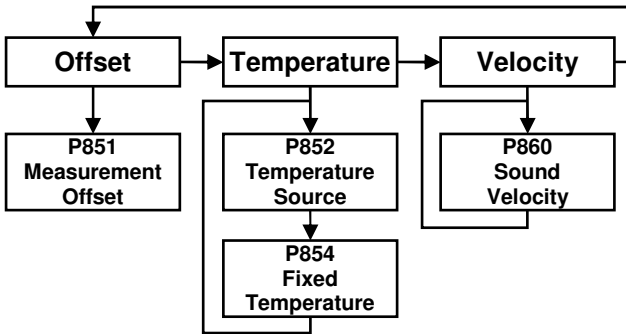 Offset
Temperature
Velocity
P851
Measurement
Offset
P852
Temperature
Source
P860
Sound
Velocity
P854
Fixed
Temperature